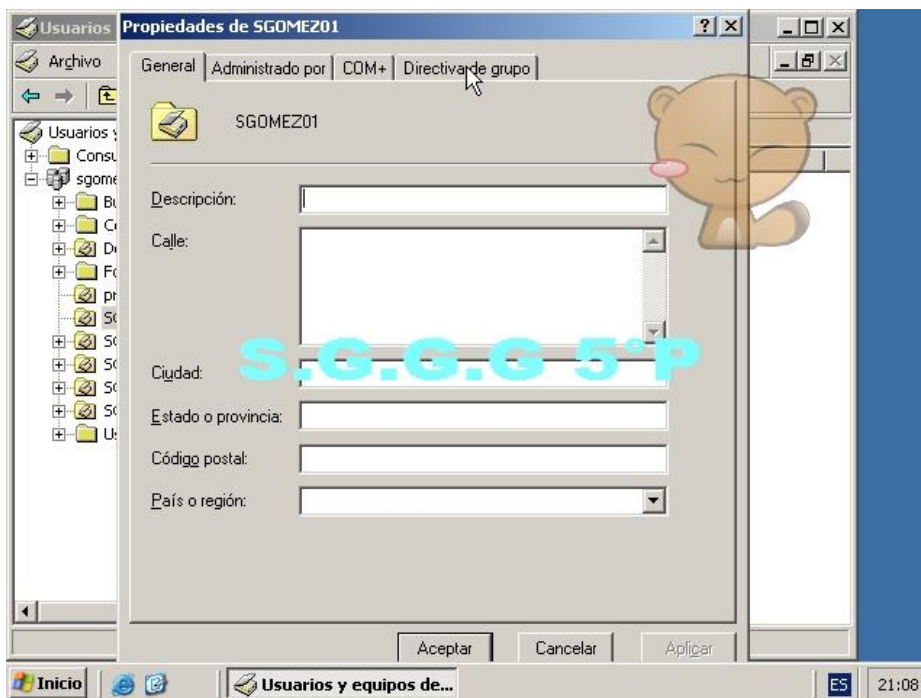 Usuarios
Propiedades de SGOMEZ01
Archivo
General
Administrado por
COM+
Directiva de grupo
SGOMEZ01
Usuarios y
Descripción:
Calle:
Ciudad:
Estado o provincia:
Código postal:
País o región:
S.G.G.G 5°P
Aceptar
Cancelar
Aplicar
Inicio
Usuarios y equipos de...
ES
21:08